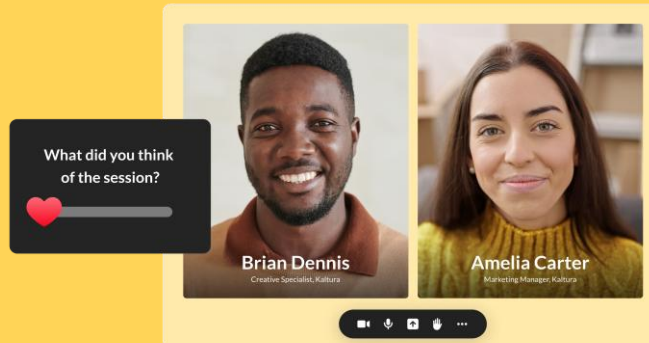 What did you think
of the session?
Brian Dennis
Creative Specialist, Kaltura
Amelia Carter
Marketing Manager, Kaltura